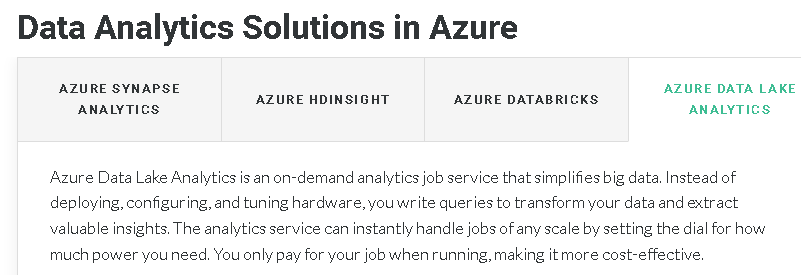 Data Analytics Solutions in Azure
AZURE SYNAPSE
ANALYTICS
AZURE HDINSIGHT
AZURE DATABRICKS
AZURE DATA LAKE
ANALYTICS
Azure Data Lake Analytics is an on-demand analytics job service that simplifies big data. Instead of
deploying, configuring, and tuning hardware, you write queries to transform your data and extract
valuable insights. The analytics service can instantly handle jobs of any scale by setting the dial for how
much power you need. You only pay for your job when running, making it more cost-effective.